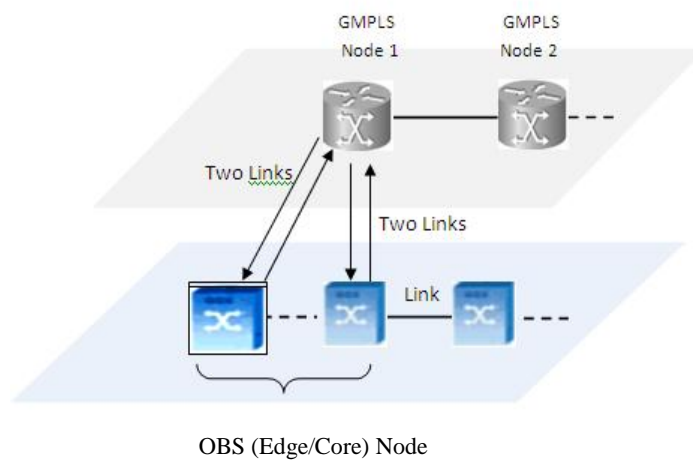 GMPLS
Node 1
GMPLS
Node 2
Two Links
Two Links
Link
OBS (Edge/Core) Node